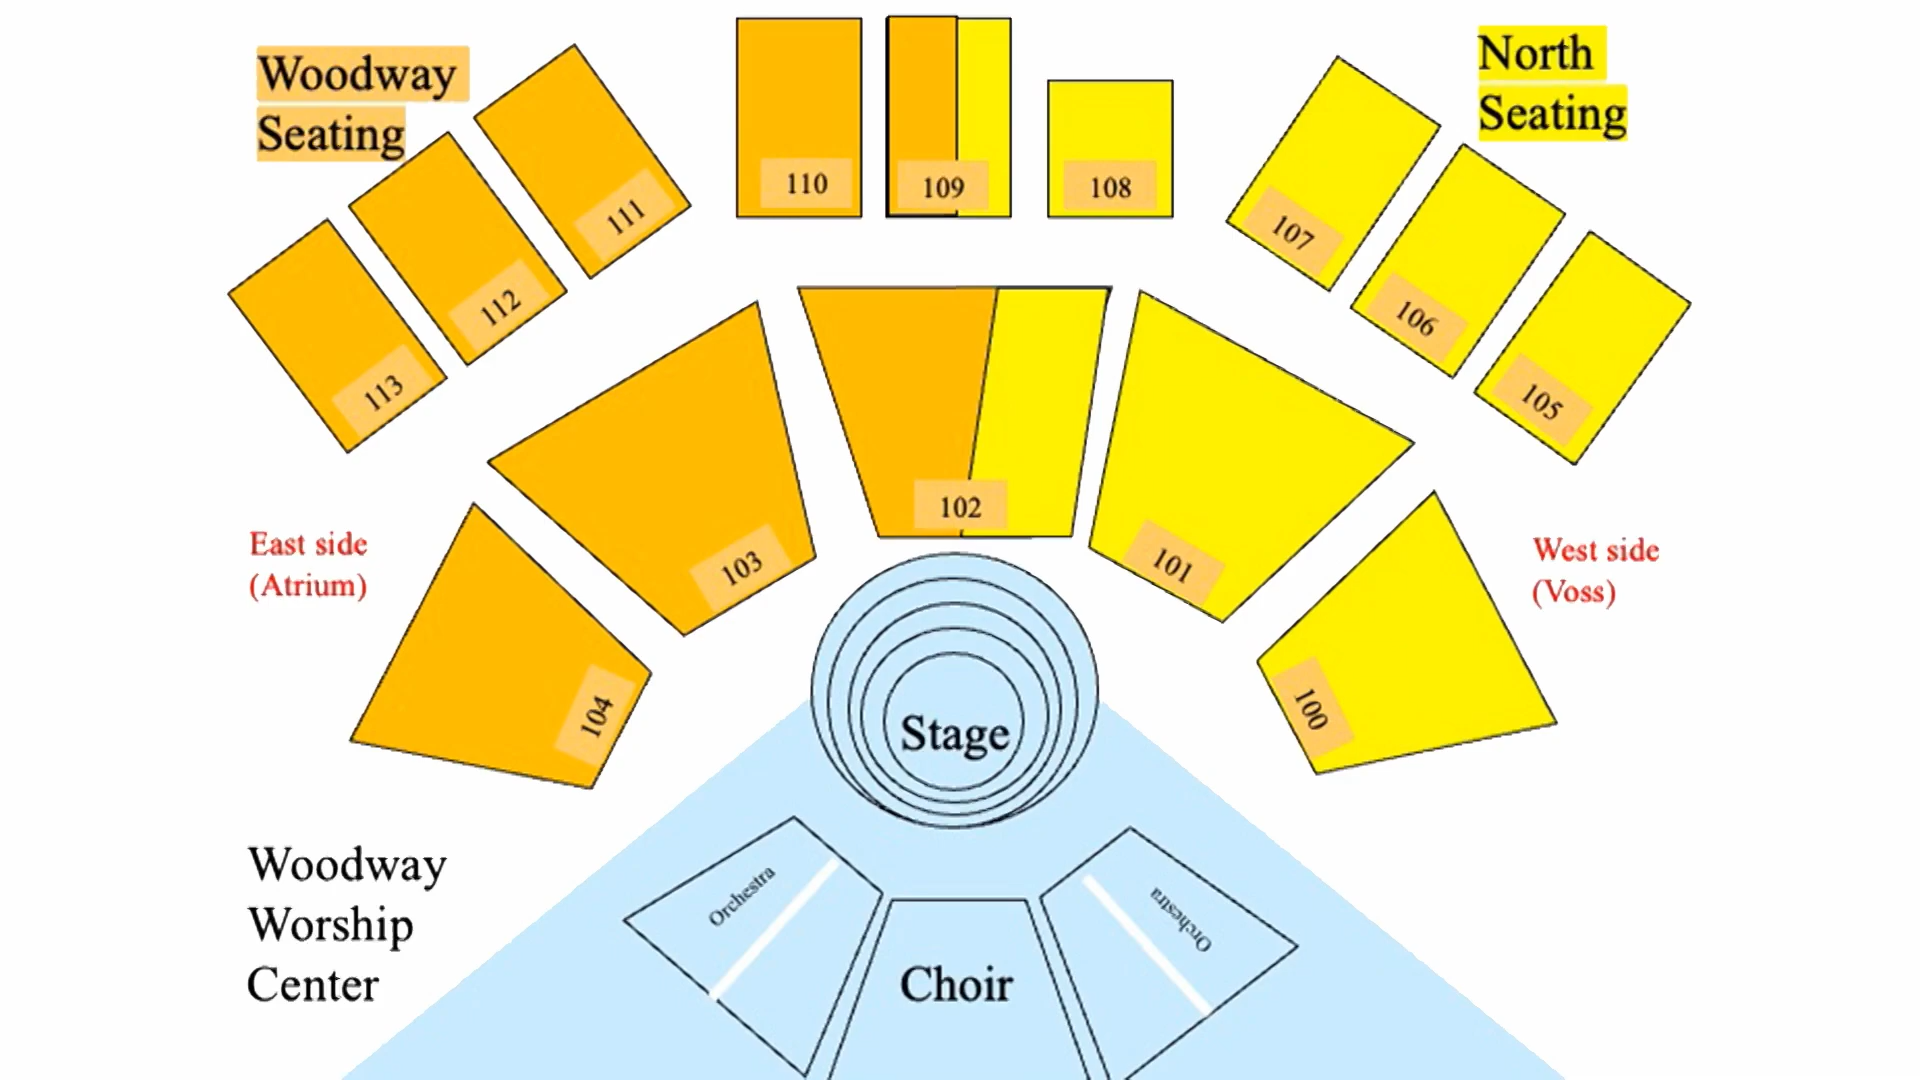 Woodway
Seating
North
Seating
110
109
108
111
107
112
106
113
105
102
103
101
East side
(Atrium)
West side
(Voss)
104
100
Stage
Woodway
Worship
Center
Orchestra
Orchestra
Choir